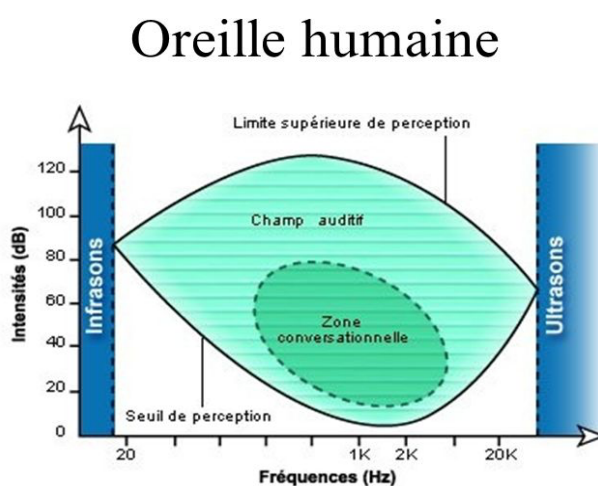 Oreille humaine
Limite supérieure de perception
120
100
80
60
40
20
0
Intensités (dB)
Infrasons
Champ auditif
Zone
conversionnelle
Ultrasons
Seuil de perception
20
1K
2K
20K
Fréquences (Hz)